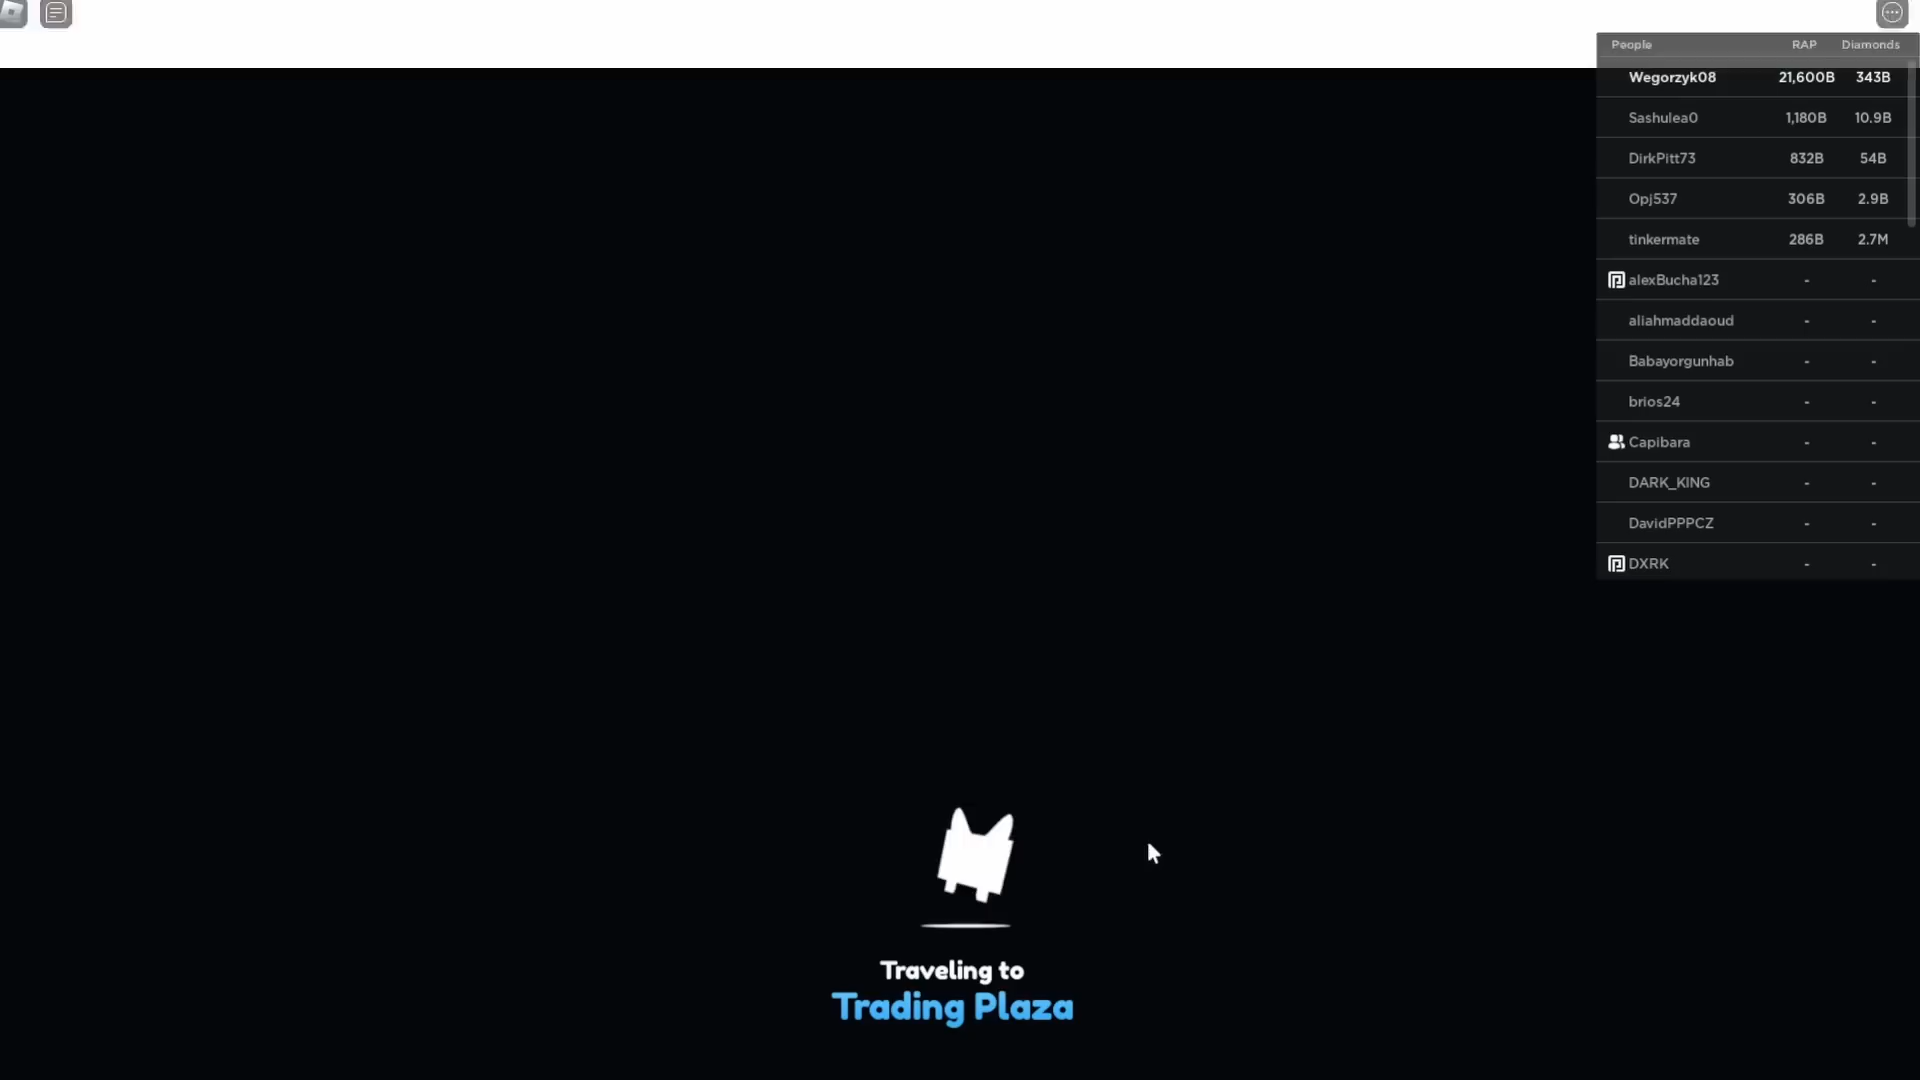 People RAP Diamonds
Wegorzyk08 21,600B 343B
Sashulea0 1,180B 10.9B
DirkPitt73 832B 54B
Opj537 306B 2.9B
tinkermate 286B 2.7M
alexBucha123 - -
aliahmaddaoud - -
Babayorgunhab - -
brios24 - -
Capibara - -
DARK_KING - -
DavidPPPCZ - -
DXRK - -
Traveling to
Trading Plaza